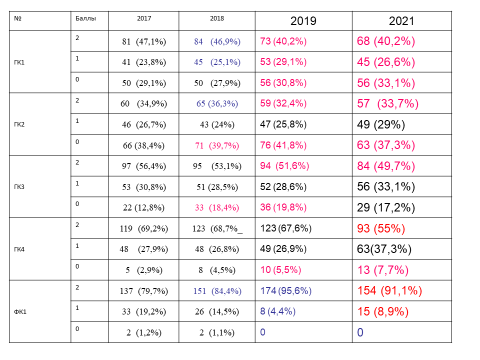 № Баллы 2017 2018 2019 2021
ГК1 2 81 (47,1%) 84 (46,9%) 73 (40,2%) 68 (40,2%)
1 41 (23,8%) 45 (25,1%) 53 (29,1%) 45 (26,6%)
0 50 (29,1%) 50 (27,9%) 56 (30,8%) 56 (33,1%)
ГК2 2 60 (34,9%) 65 (36,3%) 59 (32,4%) 57 (33,7%)
1 46 (26,7%) 43 (24%) 47 (25,8%) 49 (29%)
0 66 (38,4%) 71 (39,7%) 76 (41,8%) 63 (37,3%)
ГК3 2 97 (56,4%) 95 (53,1%) 94 (51,6%) 84 (49,7%)
1 53 (30,8%) 51 (28,5%) 52 (28,6%) 56 (33,1%)
0 22 (12,8%) 33 (18,4%) 36 (19,8%) 29 (17,2%)
ГК4 2 119 (69,2%) 123 (68,7%_ 123 (67,6%) 93 (55%)
1 48 (27,9%) 48 (26,8%) 49 (26,9%) 63(37,3%)
0 5 (2,9%) 8 (4,5%) 10 (5,5%) 13 (7,7%)
ФК1 2 137 (79,7%) 151 (84,4%) 174 (95,6%) 154 (91,1%)
1 33 (19,2%) 26 (14,5%) 8 (4,4%) 15 (8,9%)
0 2 (1,2%) 2 (1,1%) 0 0